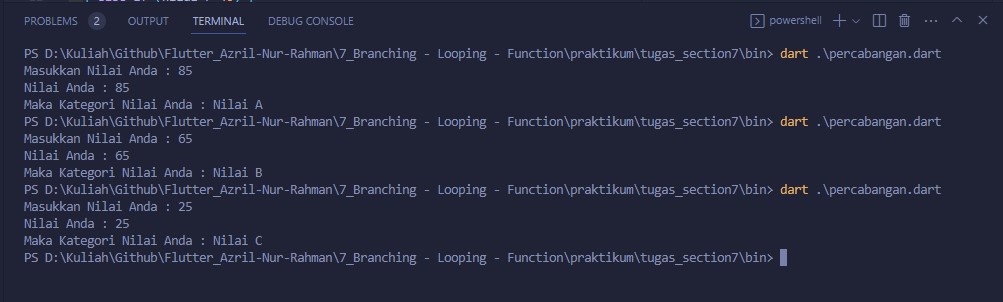 PROBLEMS 2 OUTPUT TERMINAL DEBUG CONSOLE powershell
PS D:\Kuliah\Github\Flutter_Azril-Nur-Rahman\7_Branching - Looping - Function\praktikum\tugas_section7\bin> dart .\percabangan.dart
Masukkan Nilai Anda : 85
Nilai Anda : 85
Maka Kategori Nilai Anda : Nilai A
PS D:\Kuliah\Github\Flutter_Azril-Nur-Rahman\7_Branching - Looping - Function\praktikum\tugas_section7\bin> dart .\percabangan.dart
Masukkan Nilai Anda : 65
Nilai Anda : 65
Maka Kategori Nilai Anda : Nilai B
PS D:\Kuliah\Github\Flutter_Azril-Nur-Rahman\7_Branching - Looping - Function\praktikum\tugas_section7\bin> dart .\percabangan.dart
Masukkan Nilai Anda : 25
Nilai Anda : 25
Maka Kategori Nilai Anda : Nilai C
PS D:\Kuliah\Github\Flutter_Azril-Nur-Rahman\7_Branching - Looping - Function\praktikum\tugas_section7\bin>